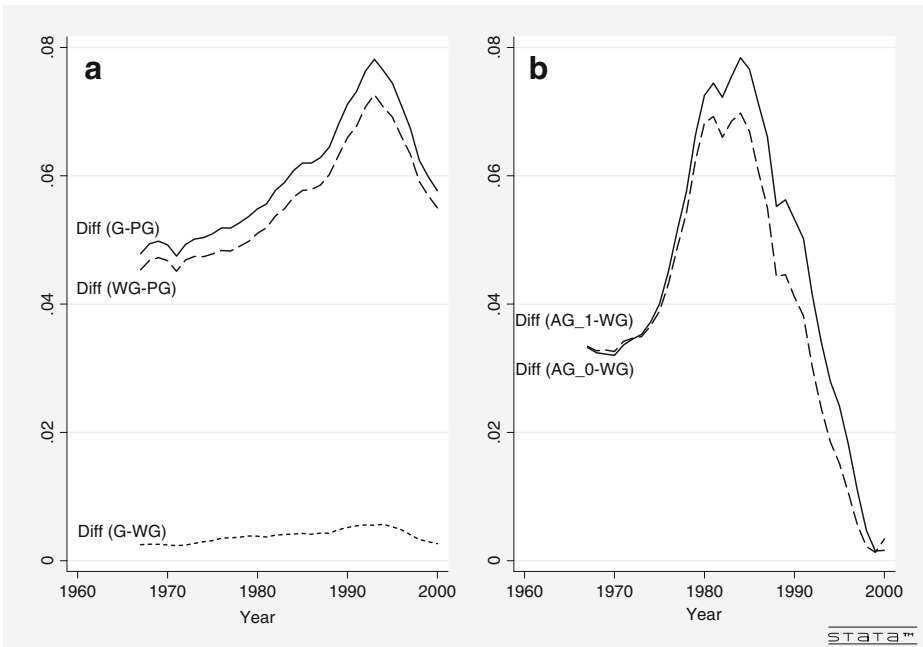 a
.08
.06
.04
.02
0
Diff (G-PG)
Diff (WG-PG)
Diff (G-WG)
1960
1970
1980
1990
2000
Year
b
.08
.06
.04
.02
0
Diff (AG_1-WG)
Diff (AG_0-WG)
1960
1970
1980
1990
2000
Year
STATA™